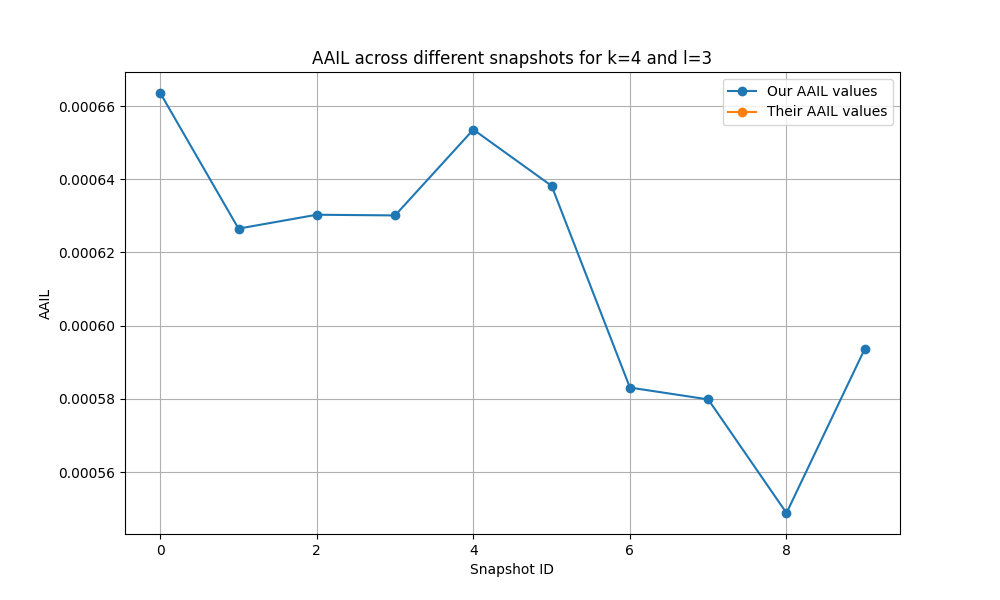 AAIL across different snapshots for k=4 and l=3
Our AAIL values
Their AAIL values
0.00066
0.00064
0.00062
0.00060
0.00058
0.00056
AAIL
0 2 4 6 8
Snapshot ID